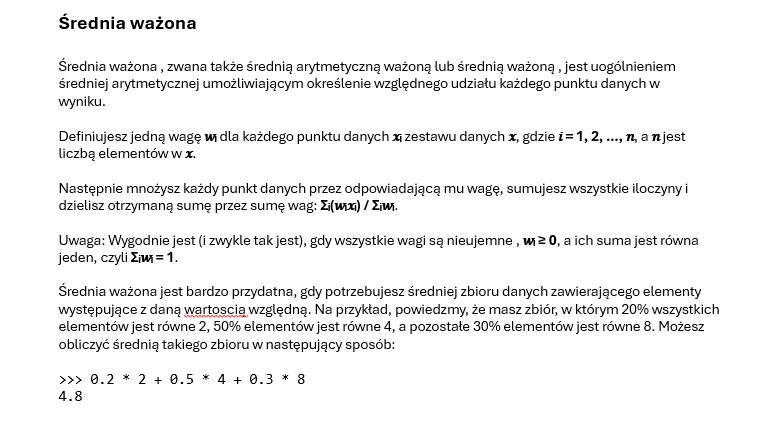 Średnia ważona
Średnia ważona , zwana także średnią arytmetyczną ważoną lub średnią ważoną , jest uogólnieniem
średniej arytmetycznej umożliwiającym określenie względnego udziału każdego punktu danych w
wyniku.
Definiujesz jedną wagę 𝒘ᵢ dla każdego punktu danych 𝒙ᵢ zestawu danych 𝒙, gdzie 𝒊 = 1, 2, …, 𝒏, a 𝒏 jest
liczbą elementów w 𝒙.
Następnie mnożysz każdy punkt danych przez odpowiadającą mu wagę, sumujesz wszystkie iloczyny i
dzielisz otrzymaną sumę przez sumę wag: Σᵢ(𝒘ᵢ𝒙ᵢ) / Σᵢ𝒘ᵢ.
Uwaga: Wygodnie jest (i zwykle tak jest), gdy wszystkie wagi są nieujemne , 𝒘ᵢ ≥ 0, a ich suma jest równa
jeden, czyli Σᵢ𝒘ᵢ = 1.
Średnia ważona jest bardzo przydatna, gdy potrzebujesz średniej zbioru danych zawierającego elementy
występujące z daną wartoscia względną. Na przykład, powiedzmy, że masz zbiór, w którym 20% wszystkich
elementów jest równe 2, 50% elementów jest równe 4, a pozostałe 30% elementów jest równe 8. Możesz
obliczyć średnią takiego zbioru w następujący sposób:
>>> 0.2 * 2 + 0.5 * 4 + 0.3 * 8
4.8